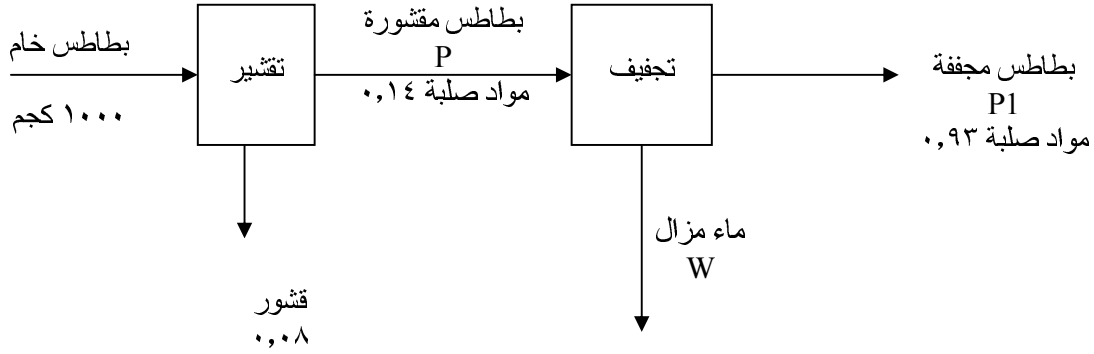 بطاطس خام
١٠٠٠ كجم
تقشير
بطاطس مقشورة
P
مواد صلبة ٠,١٤
تجفيف
بطاطس مجففة
P1
مواد صلبة ٠,٩٣
قشور
٠,٠٨
ماء مزال
W